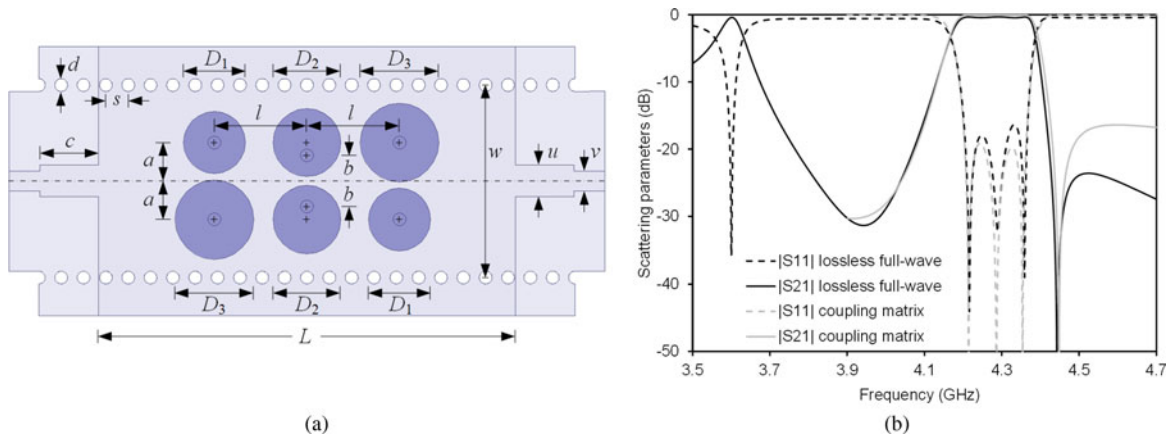 D₁ D₂ D₃
d
s
l l
c
a
b
w
u v
a
b
D₃ D₂ D₁
L
(a)
0
-10
-20
-30
-40
-50
Scattering parameters (dB)
|S11| lossless full-wave
|S21| lossless full-wave
|S11| coupling matrix
|S21| coupling matrix
3.5 3.7 3.9 4.1 4.3 4.5 4.7
Frequency (GHz)
(b)